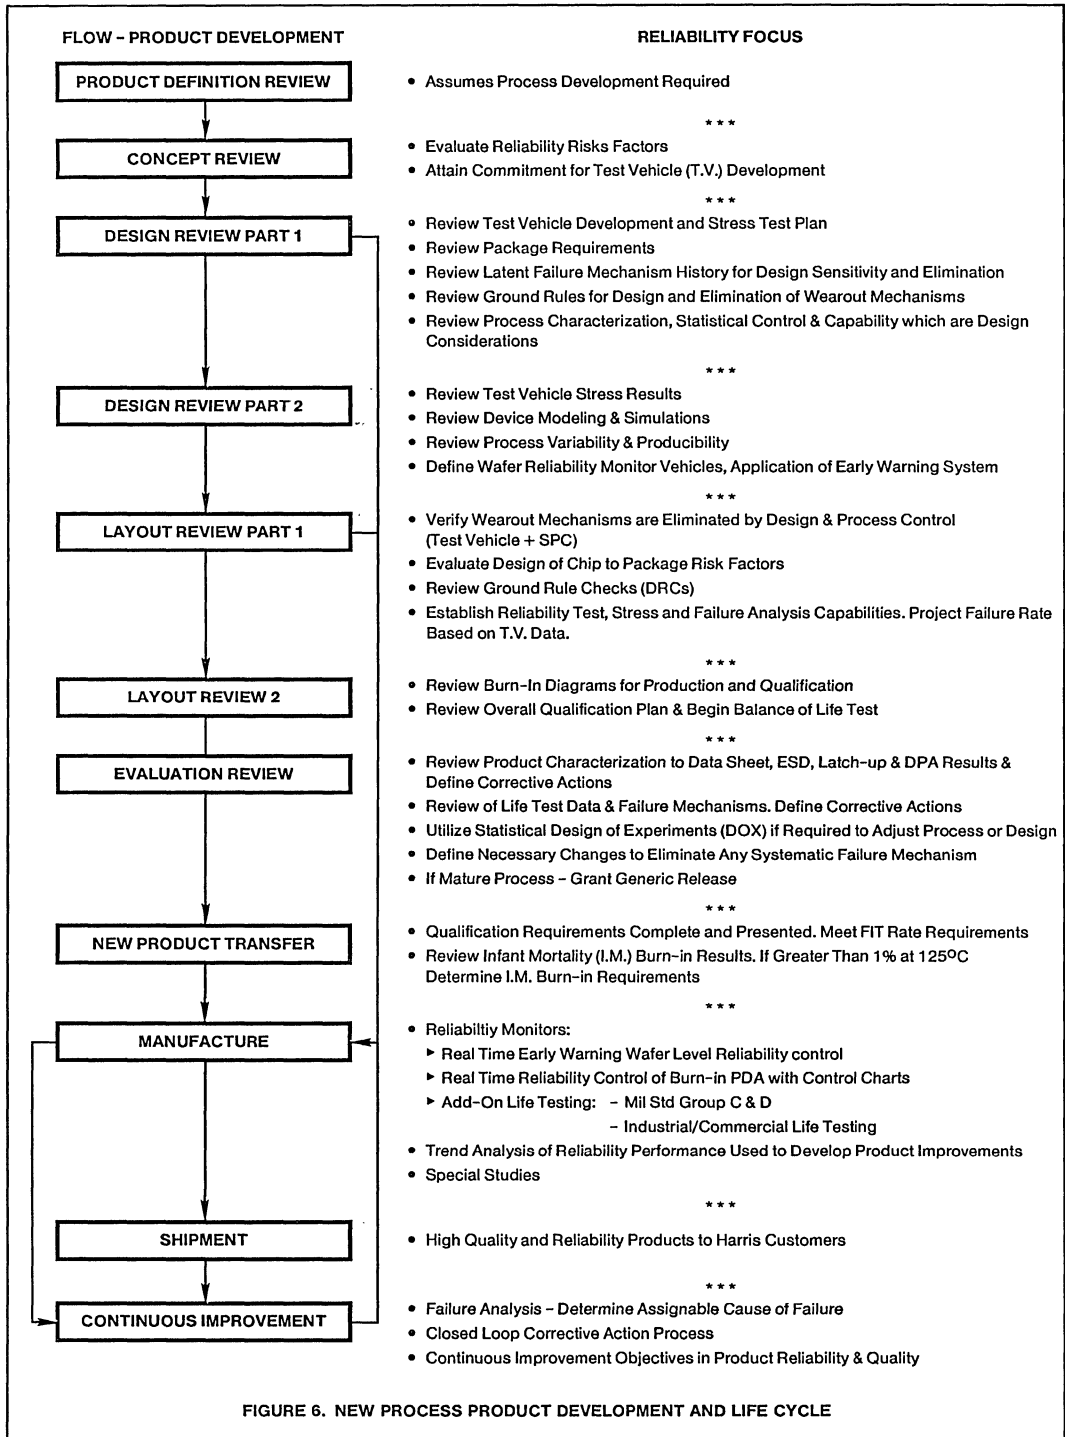 FLOW – PRODUCT DEVELOPMENT
RELIABILITY FOCUS
PRODUCT DEFINITION REVIEW
• Assumes Process Development Required
***
CONCEPT REVIEW
• Evaluate Reliability Risks Factors
• Attain Commitment for Test Vehicle (T.V.) Development
***
DESIGN REVIEW PART 1
• Review Test Vehicle Development and Stress Test Plan
• Review Package Requirements
• Review Latent Failure Mechanism History for Design Sensitivity and Elimination
• Review Ground Rules for Design and Elimination of Wearout Mechanisms
• Review Process Characterization, Statistical Control & Capability which are Design
Considerations
***
DESIGN REVIEW PART 2
• Review Test Vehicle Stress Results
• Review Device Modeling & Simulations
• Review Process Variability & Producibility
• Define Wafer Reliability Monitor Vehicles, Application of Early Warning System
***
LAYOUT REVIEW PART 1
• Verify Wearout Mechanisms are Eliminated by Design & Process Control
(Test Vehicle + SPC)
• Evaluate Design of Chip to Package Risk Factors
• Review Ground Rule Checks (DRCs)
• Establish Reliability Test, Stress and Failure Analysis Capabilities. Project Failure Rate
Based on T.V. Data.
***
LAYOUT REVIEW 2
• Review Burn-In Diagrams for Production and Qualification
• Review Overall Qualification Plan & Begin Balance of Life Test
***
EVALUATION REVIEW
• Review Product Characterization to Data Sheet, ESD, Latch-up & DPA Results &
Define Corrective Actions
• Review of Life Test Data & Failure Mechanisms. Define Corrective Actions
• Utilize Statistical Design of Experiments (DOX) if Required to Adjust Process or Design
• Define Necessary Changes to Eliminate Any Systematic Failure Mechanism
• If Mature Process – Grant Generic Release
***
NEW PRODUCT TRANSFER
• Qualification Requirements Complete and Presented. Meet FIT Rate Requirements
• Review Infant Mortality (I.M.) Burn-in Results. If Greater Than 1% at 125ºC
Determine I.M. Burn-in Requirements
***
MANUFACTURE
• Reliabiltiy Monitors:
▶ Real Time Early Warning Wafer Level Reliability control
▶ Real Time Reliability Control of Burn-in PDA with Control Charts
▶ Add-On Life Testing: – Mil Std Group C & D
– Industrial/Commercial Life Testing
• Trend Analysis of Reliability Performance Used to Develop Product Improvements
• Special Studies
***
SHIPMENT
• High Quality and Reliability Products to Harris Customers
***
CONTINUOUS IMPROVEMENT
• Failure Analysis – Determine Assignable Cause of Failure
• Closed Loop Corrective Action Process
• Continuous Improvement Objectives in Product Reliability & Quality
FIGURE 6. NEW PROCESS PRODUCT DEVELOPMENT AND LIFE CYCLE